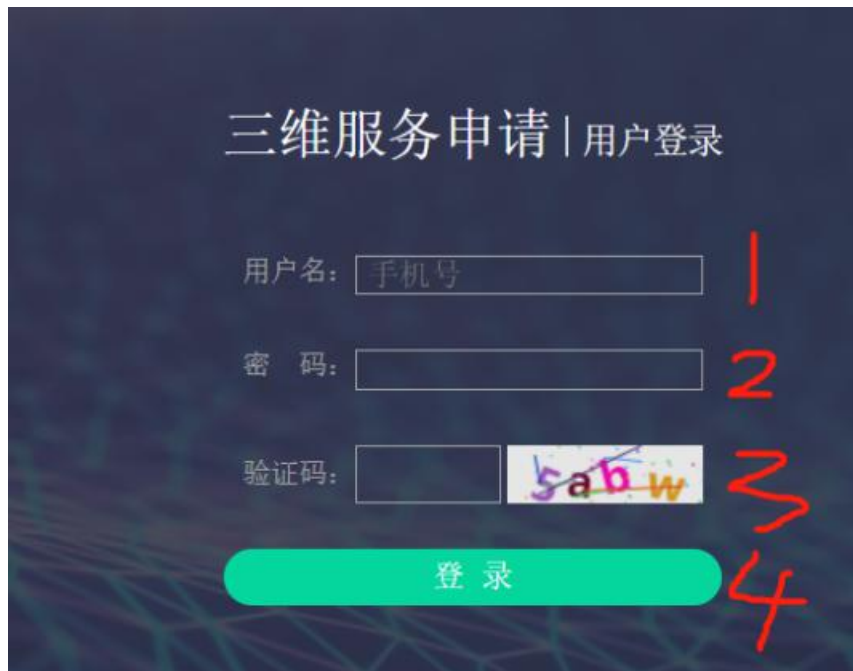 三维服务申请|用户登录
用户名： 手机号 1
密 码： 2
验证码： sabw 3
登 录 4